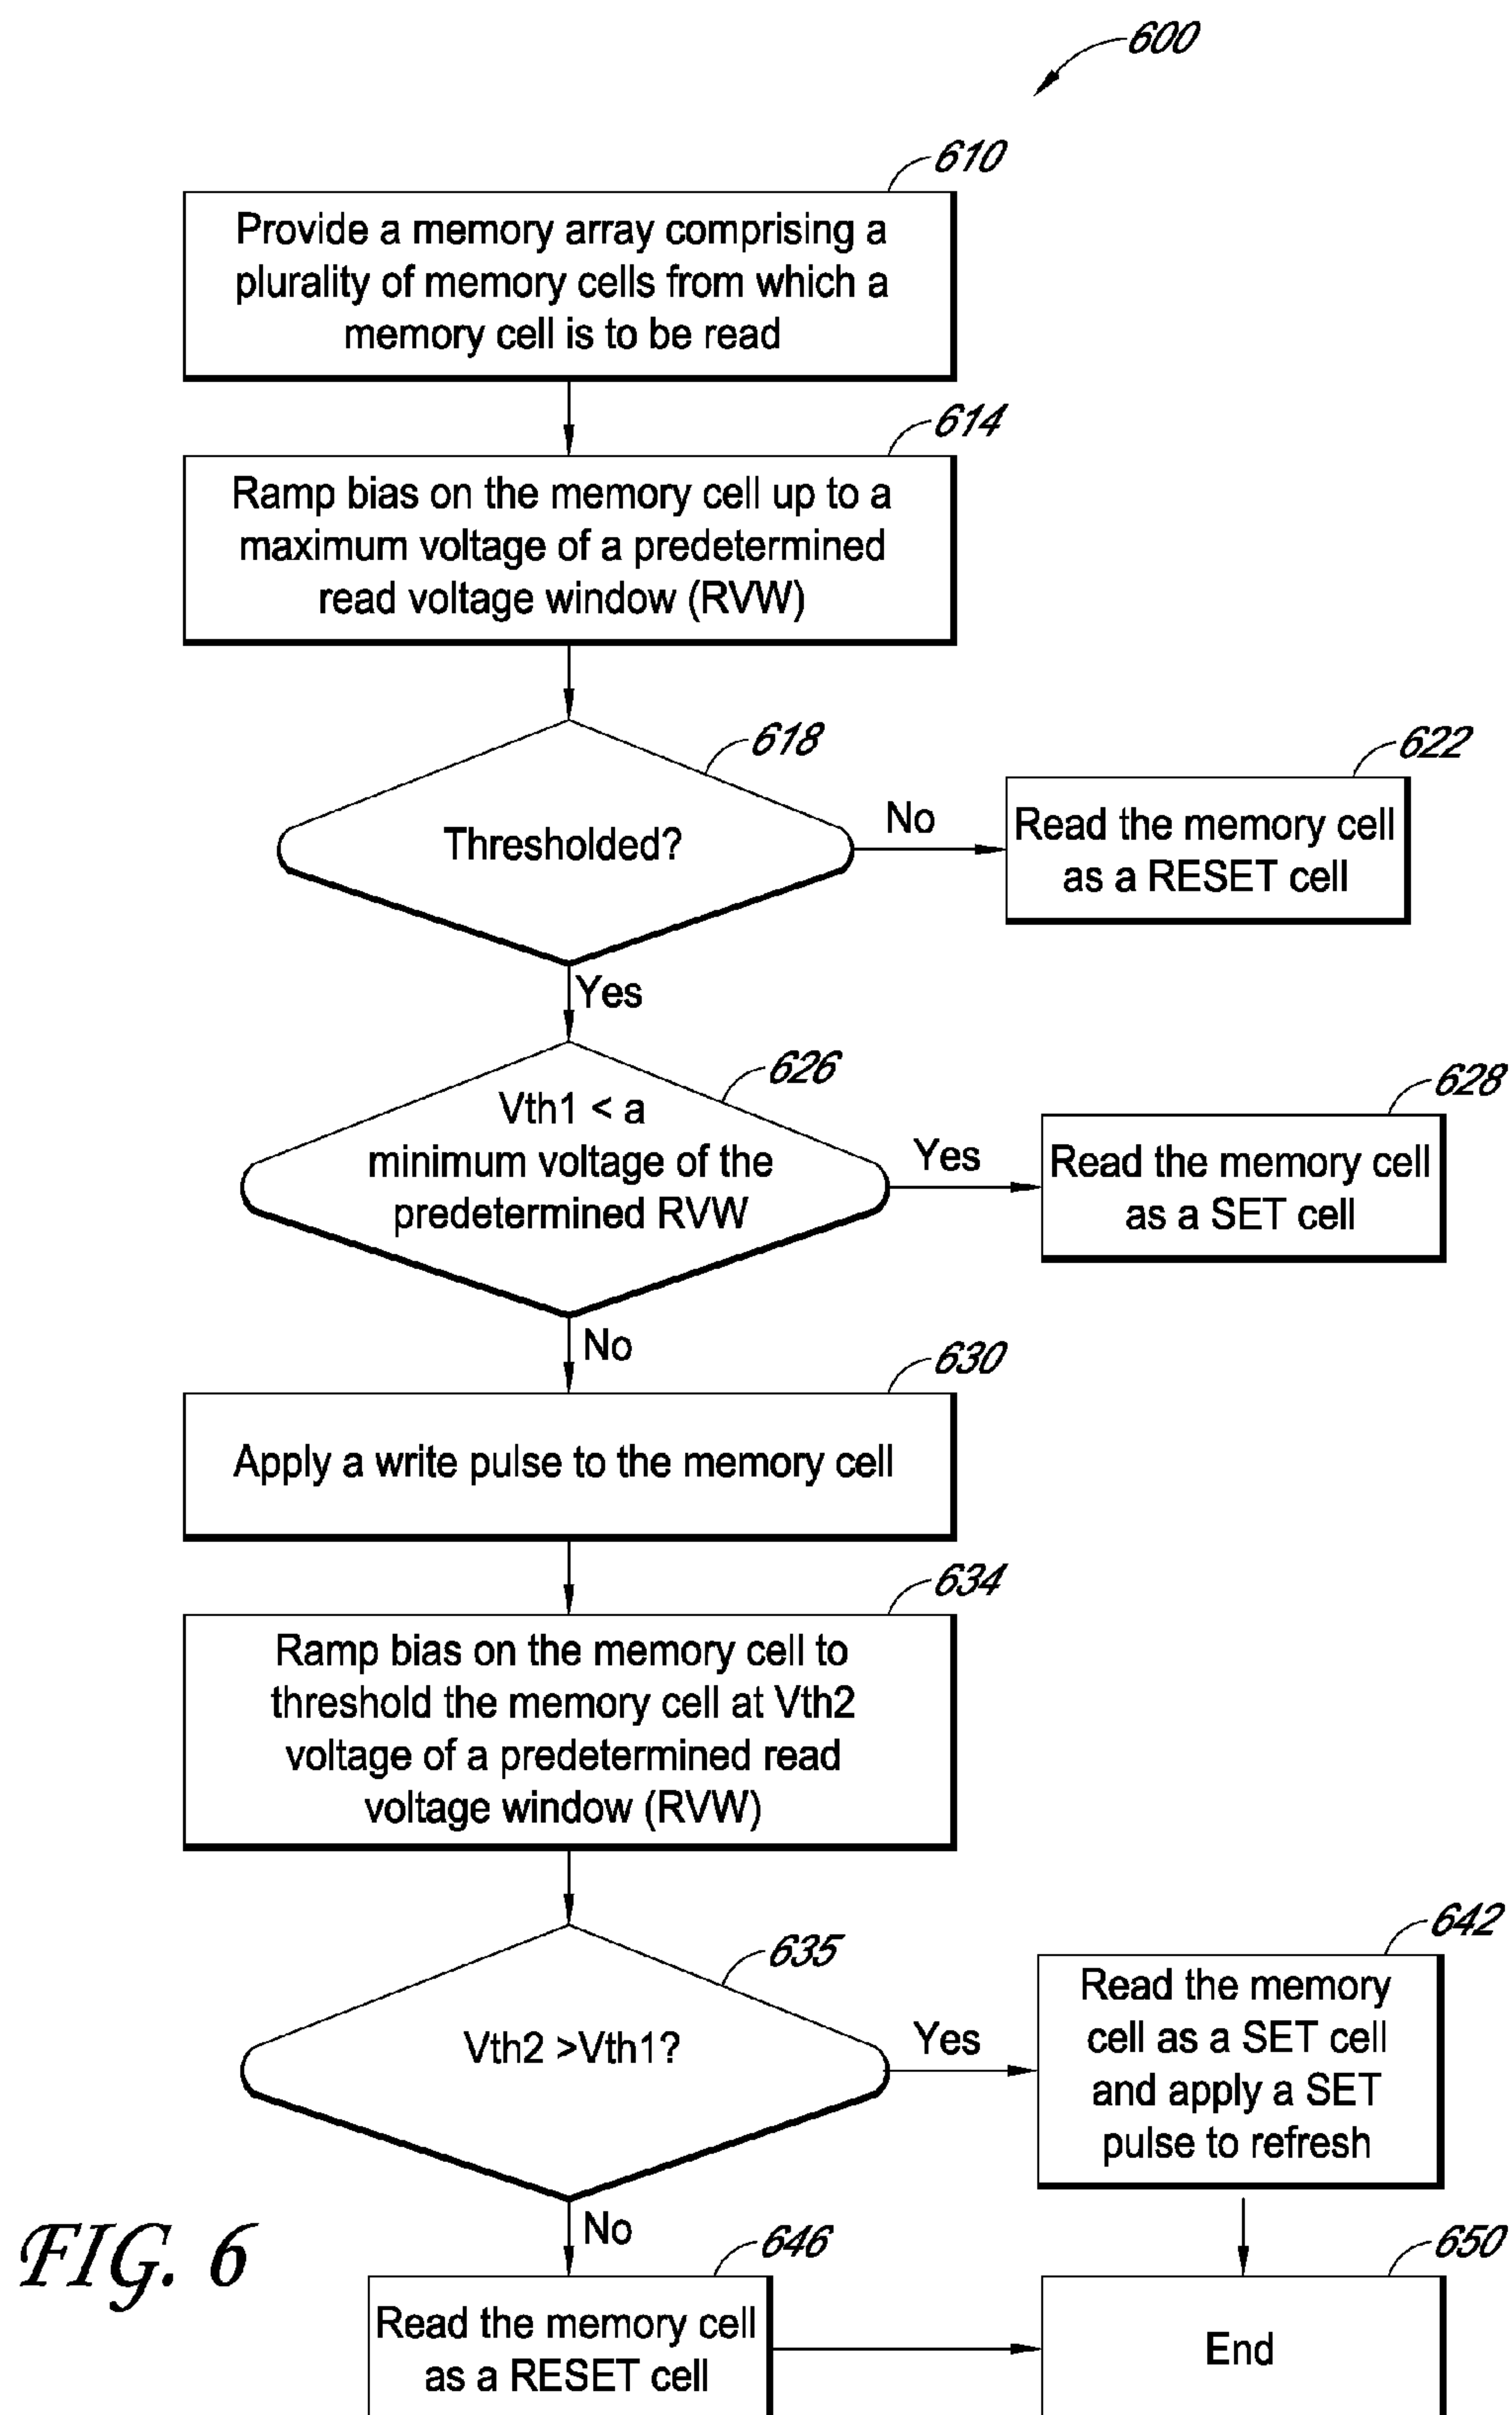 600
610
Provide a memory array comprising a
plurality of memory cells from which a
memory cell is to be read
614
Ramp bias on the memory cell up to a
maximum voltage of a predetermined
read voltage window (RVW)
618
Thresholded?
No
622
Read the memory cell
as a RESET cell
Yes
626
Vth1 < a
minimum voltage of the
predetermined RVW
Yes
628
Read the memory cell
as a SET cell
No
630
Apply a write pulse to the memory cell
634
Ramp bias on the memory cell to
threshold the memory cell at Vth2
voltage of a predetermined read
voltage window (RVW)
635
Vth2 >Vth1?
Yes
642
Read the memory
cell as a SET cell
and apply a SET
pulse to refresh
No
646
Read the memory cell
as a RESET cell
650
End
FIG. 6